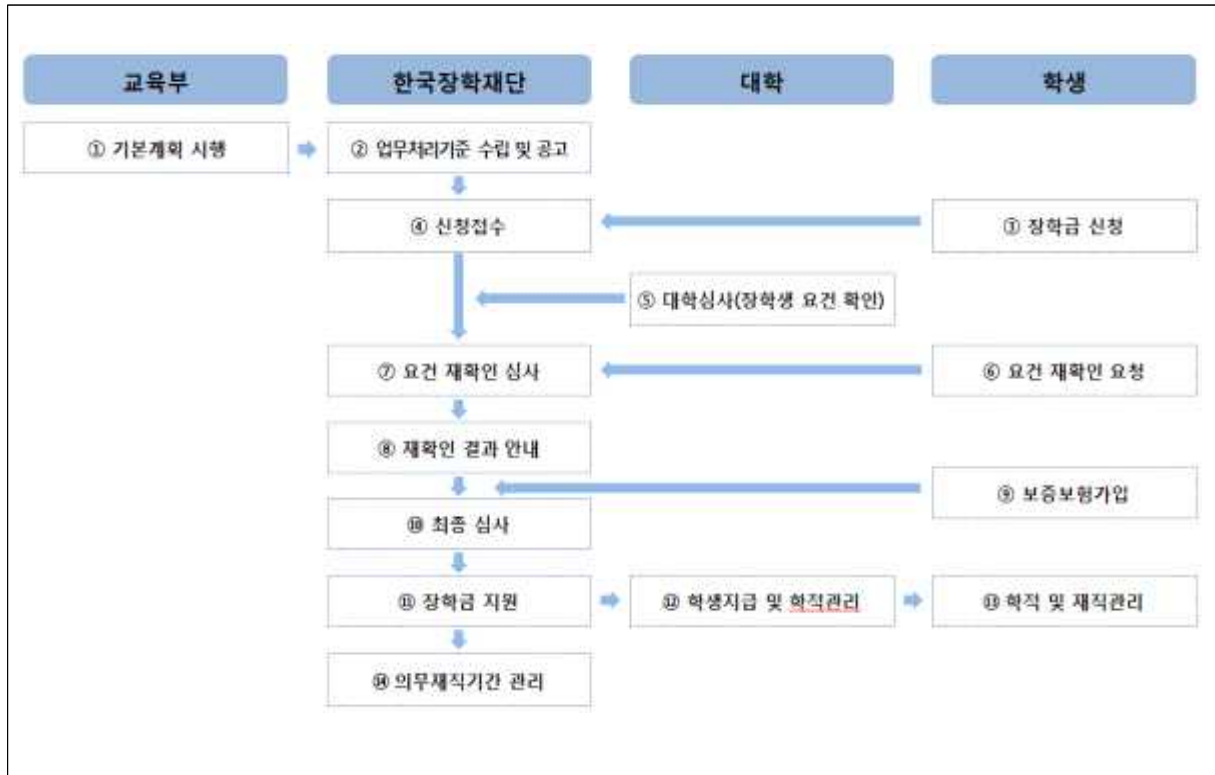 교육부 한국장학재단 대학 학생
① 기본계획 시행 ② 업무처리기준 수립 및 공고
④ 신청접수 ③ 장학금 신청
⑤ 대학심사(장학생 요건 확인)
⑦ 요건 재확인 심사 ⑥ 요건 재확인 요청
⑧ 재확인 결과 안내
⑨ 보증보험가입
⑩ 최종 심사
⑪ 장학금 지원 ⑫ 학생지급 및 학적관리 ⑬ 학적 및 재직관리
⑭ 의무재직기간 관리